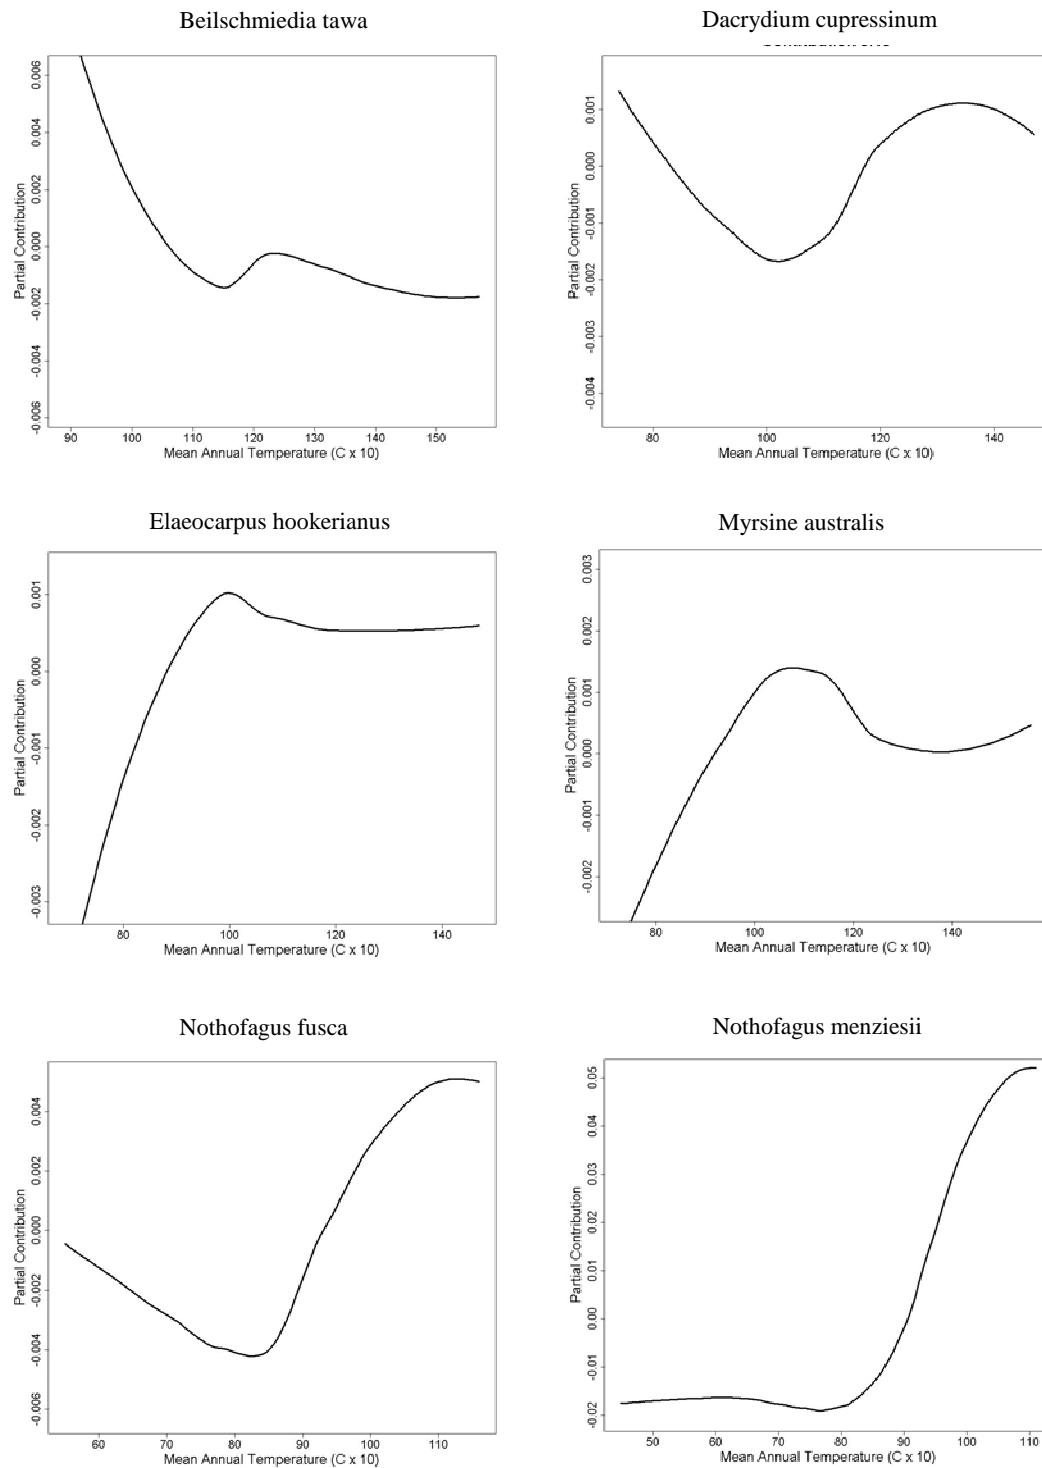 Beilschmiedia tawa
0.006
0.004
0.002
0.000
-0.002
-0.004
-0.006
Partial Contribution
90 100 110 120 130 140 150
Mean Annual Temperature (C x 10)
Dacrydium cupressinum
0.001
0.000
-0.001
-0.002
-0.003
-0.004
Partial Contribution
80 100 120 140
Mean Annual Temperature (C x 10)
Elaeocarpus hookerianus
0.001
0.000
-0.001
-0.002
-0.003
Partial Contribution
80 100 120 140
Mean Annual Temperature (C x 10)
Myrsine australis
0.003
0.002
0.001
0.000
-0.001
-0.002
Partial Contribution
80 100 120 140
Mean Annual Temperature (C x 10)
Nothofagus fusca
0.004
0.002
0.000
-0.002
-0.004
-0.006
Partial Contribution
60 70 80 90 100 110
Mean Annual Temperature (C x 10)
Nothofagus menziesii
0.05
0.04
0.03
0.02
0.01
0.00
-0.01
-0.02
Partial Contribution
50 60 70 80 90 100 110
Mean Annual Temperature (C x 10)